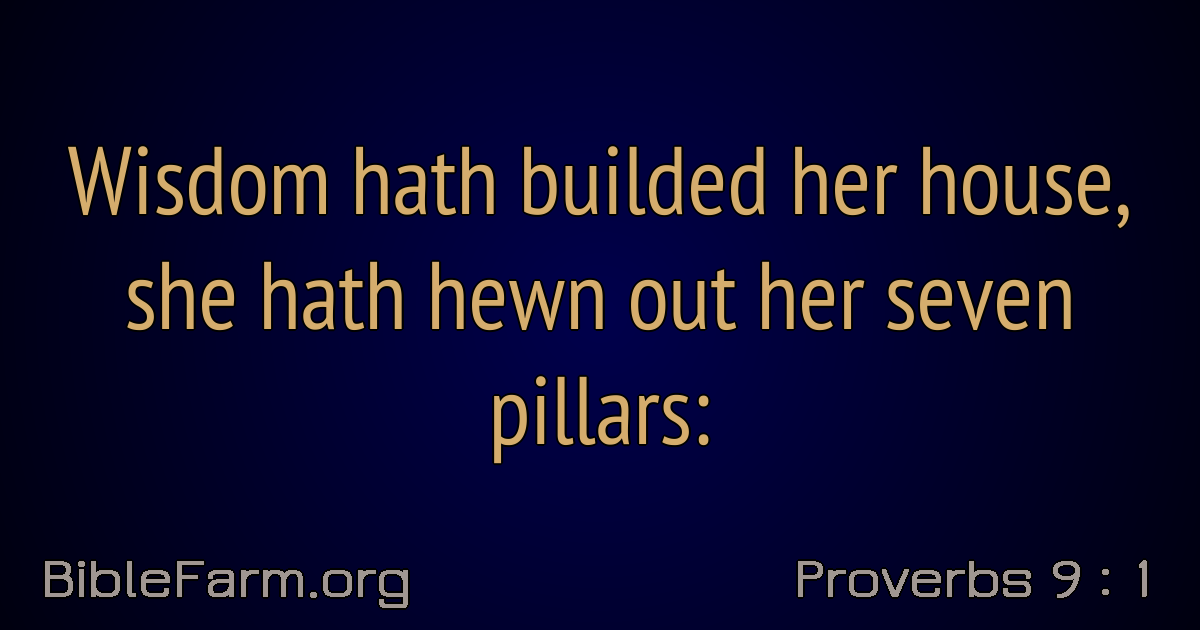 Wisdom hath builded her house,
she hath hewn out her seven
pillars:
BibleFarm.org
Proverbs 9 : 1